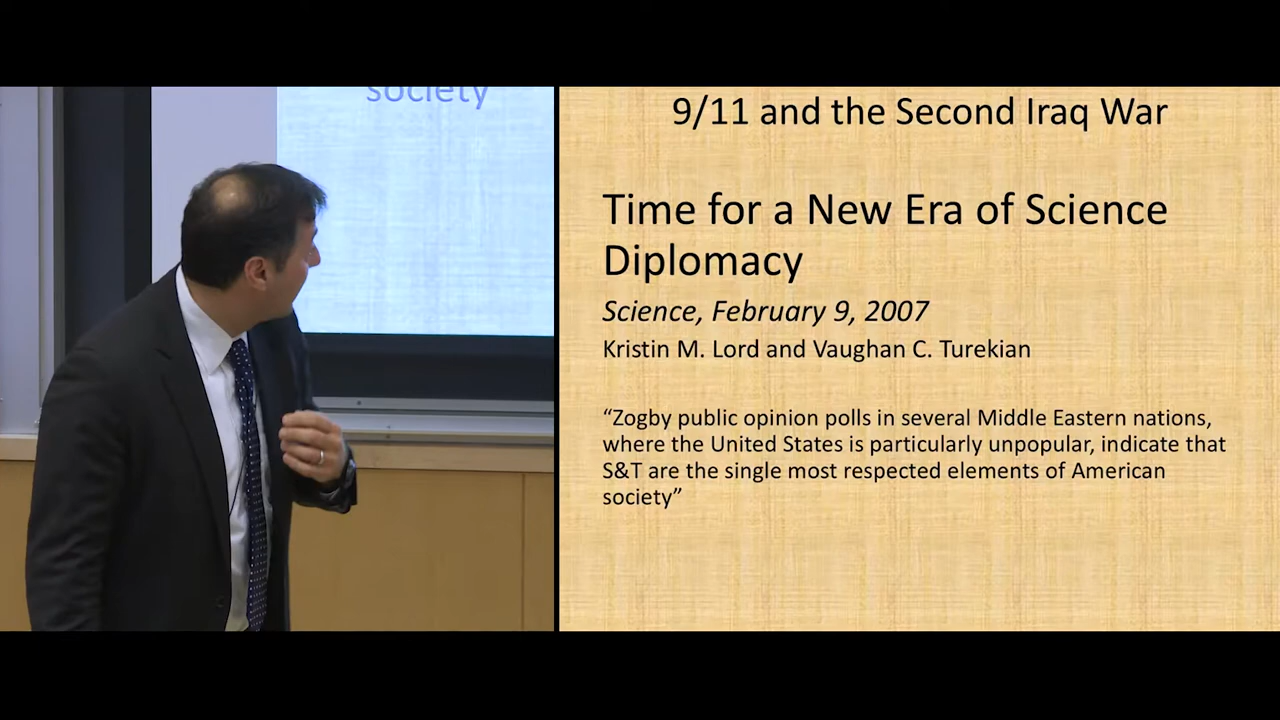 society
9/11 and the Second Iraq War
Time for a New Era of Science
Diplomacy
Science, February 9, 2007
Kristin M. Lord and Vaughan C. Turekian
“Zogby public opinion polls in several Middle Eastern nations,
where the United States is particularly unpopular, indicate that
S&T are the single most respected elements of American
society”